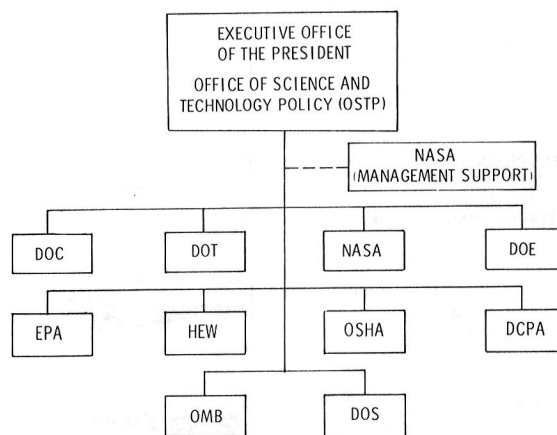 EXECUTIVE OFFICE
OF THE PRESIDENT
OFFICE OF SCIENCE AND
TECHNOLOGY POLICY (OSTP)
NASA
(MANAGEMENT SUPPORT)
DOC
DOT
NASA
DOE
EPA
HEW
OSHA
DCPA
OMB
DOS